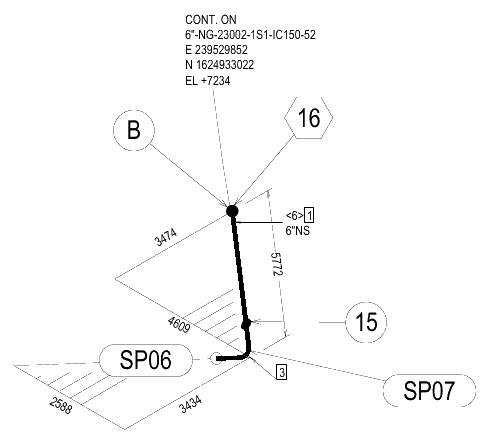 CONT. ON
6"-NG-23002-1S1-IC150-52
E 239529852
N 1624933022
EL +7234
16
B
<6> 1
6"NS
3474
5772
4609
15
SP06
3
SP07
2588
3434